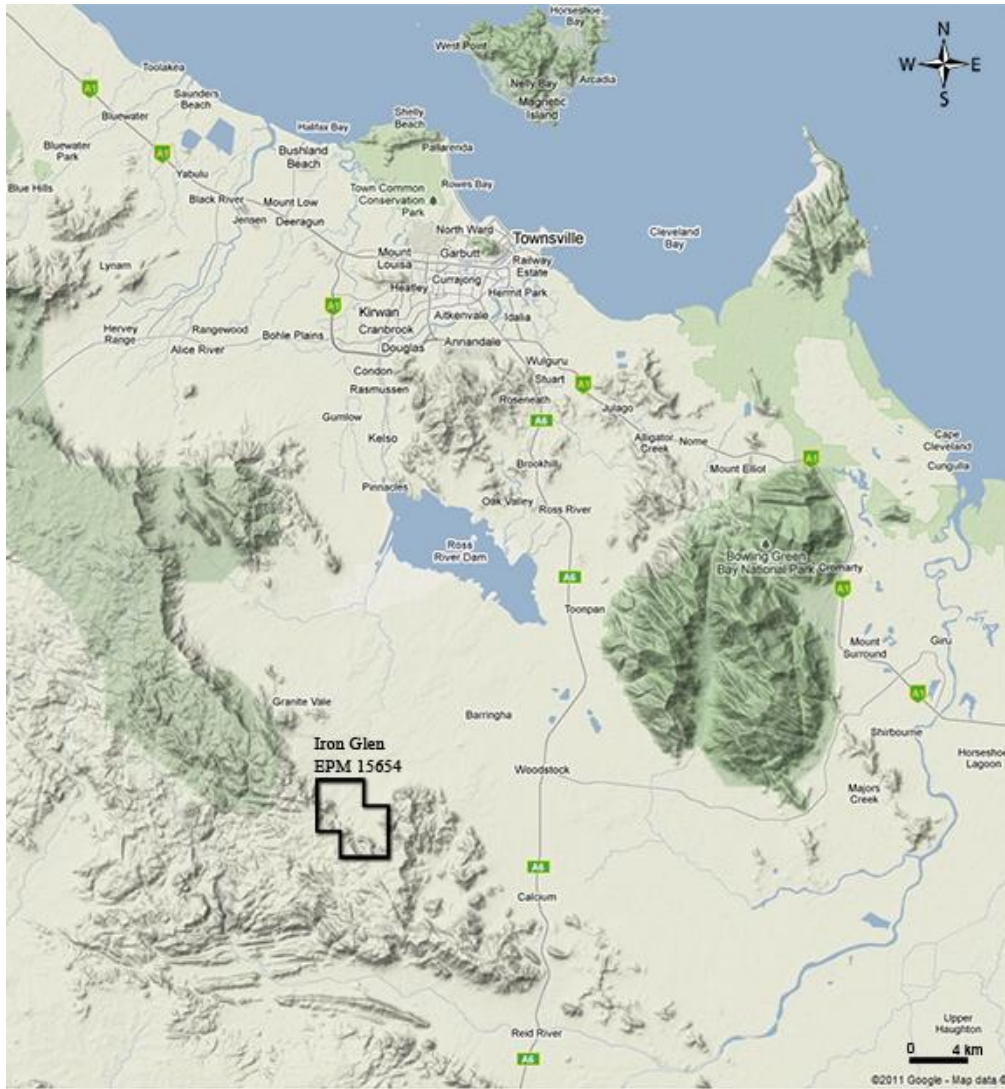 Horseshoe
Bay
N
West Point
W
E
Toolakea
Nelly Bay
Arcadia
A1
Saunders
Beach
Magnetic
Island
S
Bluewater
Shelly
Beach
Halifax Bay
Bluewater
Park
A1
Bushland
Beach
Pallarenda
Yabulu
Blue Hills
Town Common
Conservation
Park
Rowes Bay
Black River
Mount Low
Jensen
Deeragun
North Ward
Townsville
Cleveland
Bay
Mount
Louisa
Garbutt
Railway
Estate
Lynam
Currajong
Heatley
Hermit Park
A1
Kirwan
Aitkenvale
Idalia
Hervey
Range
Rangewood
Bohle Plains
Cranbrook
Alice River
Douglas
Annandale
Wulguru
Condon
Stuart
A1
Rasmussen
Roseneath
Julago
Gumlow
A6
Kelso
Alligator
Creek
Nome
Cape
Cleveland
Brookhill
Mount Elliot
A1
Cungulla
Pinnacles
Oak Valley
Ross River
Ross
River Dam
Bowling Green
Bay National Park
Cromarty
A6
A1
Toonpan
Mount
Surround
Giru
Granite Vale
A1
Barringha
Shirbourne
Iron Glen
EPM 15654
Horseshoe
Lagoon
Woodstock
Majors
Creek
A6
Calcium
Upper
Haughton
Reid River
0 4 km
A6
©2011 Google - Map data ©